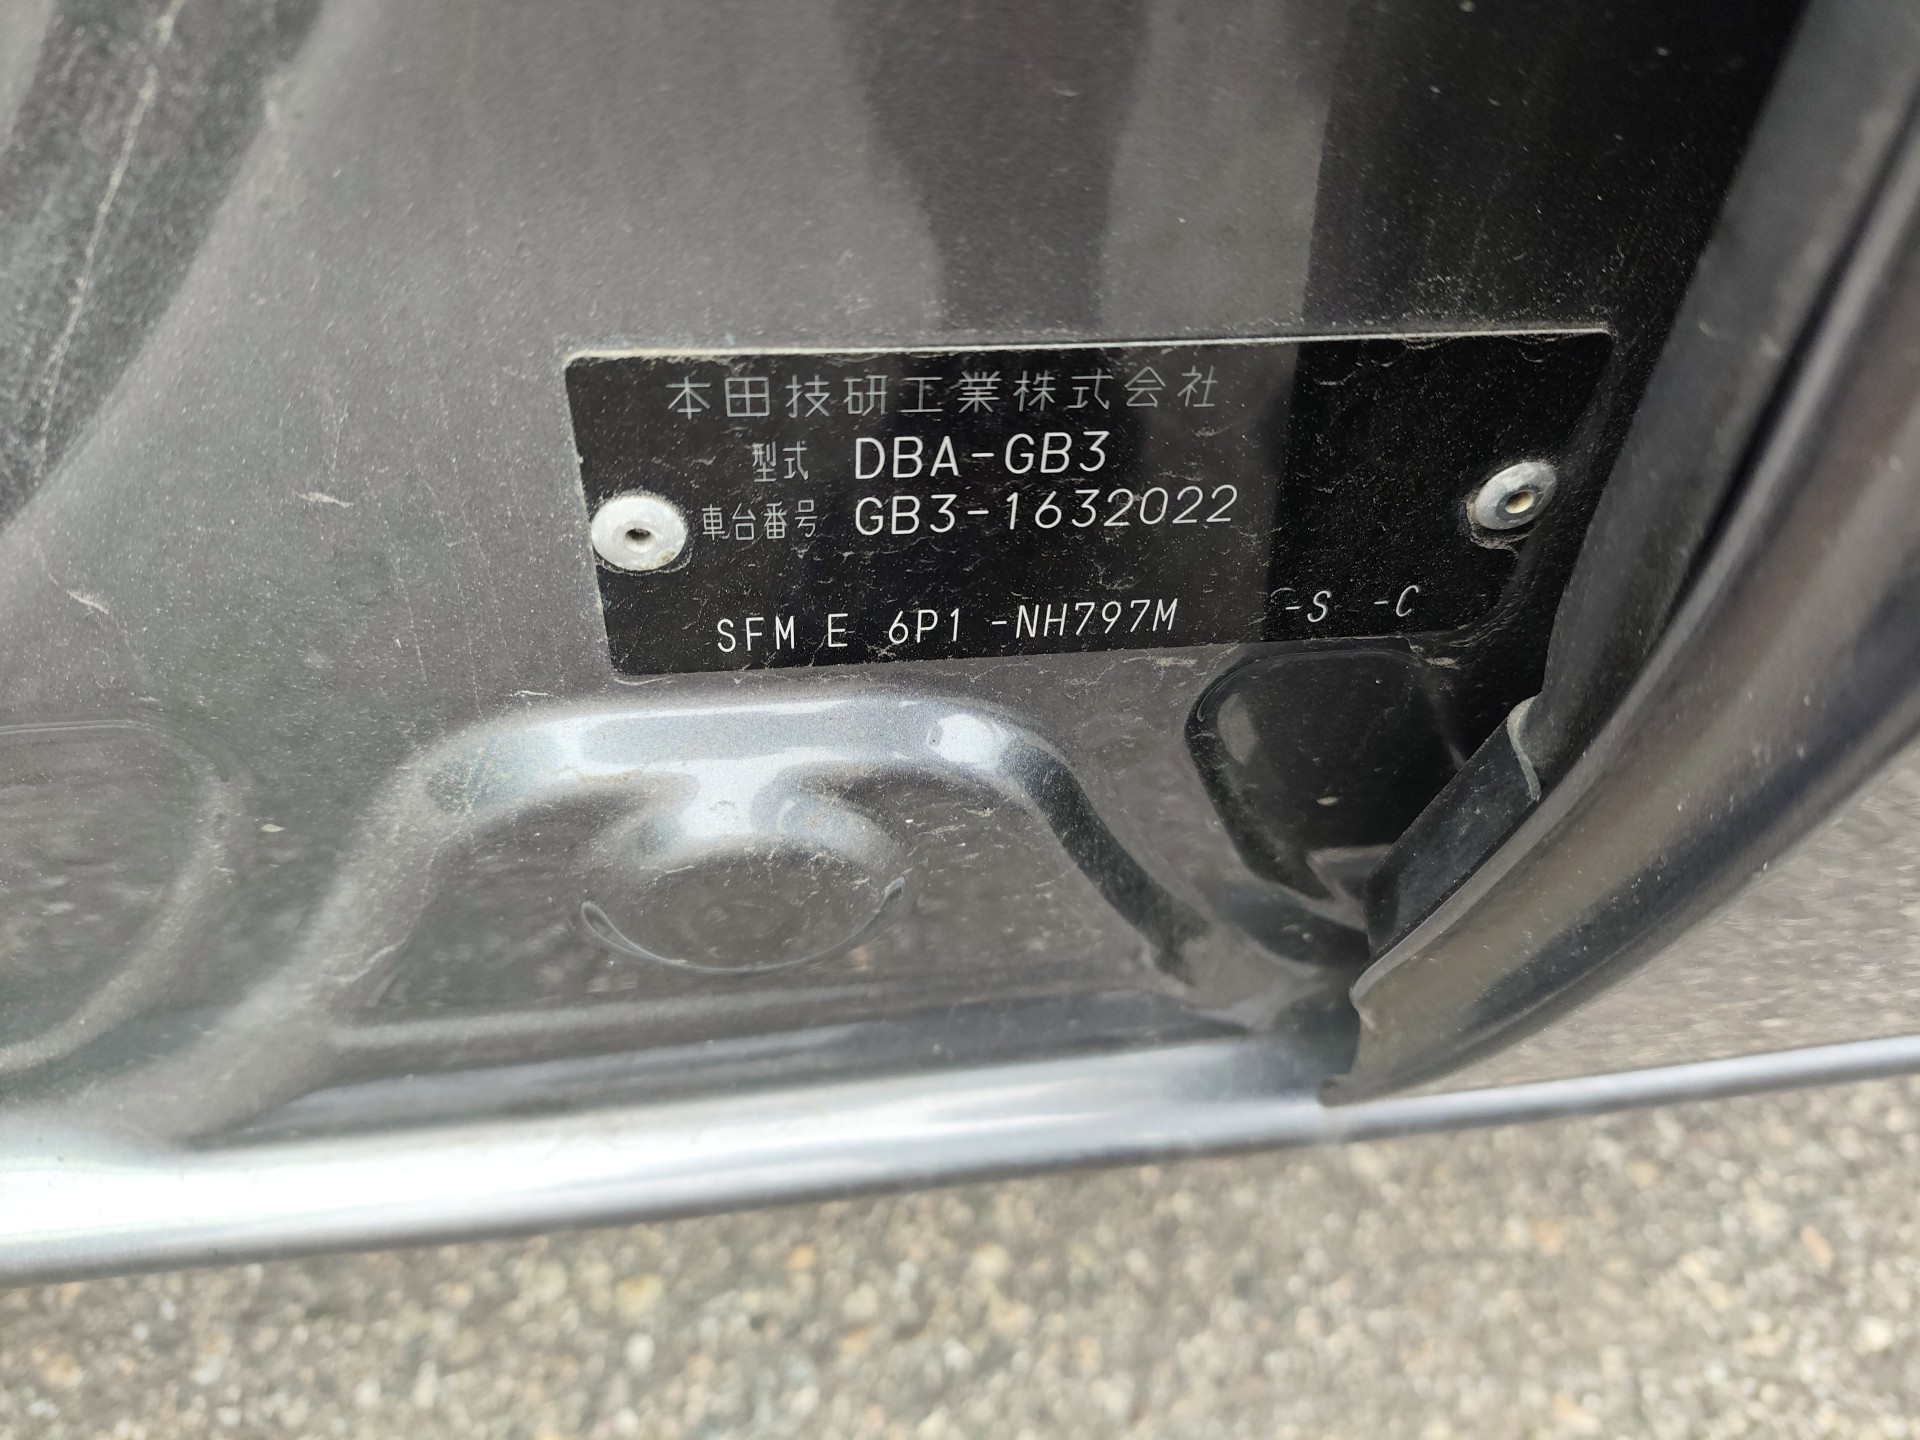 本田技研工業株式会社
型式 DBA-GB3
車台番号 GB3-1632022
SFM E 6P1 -NH797M -S -C